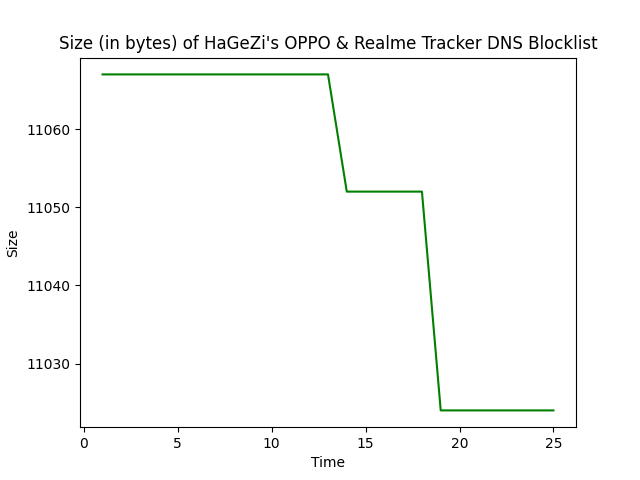 Size (in bytes) of HaGeZi's OPPO & Realme Tracker DNS Blocklist
11060
11050
11040
11030
Size
0 5 10 15 20 25
Time